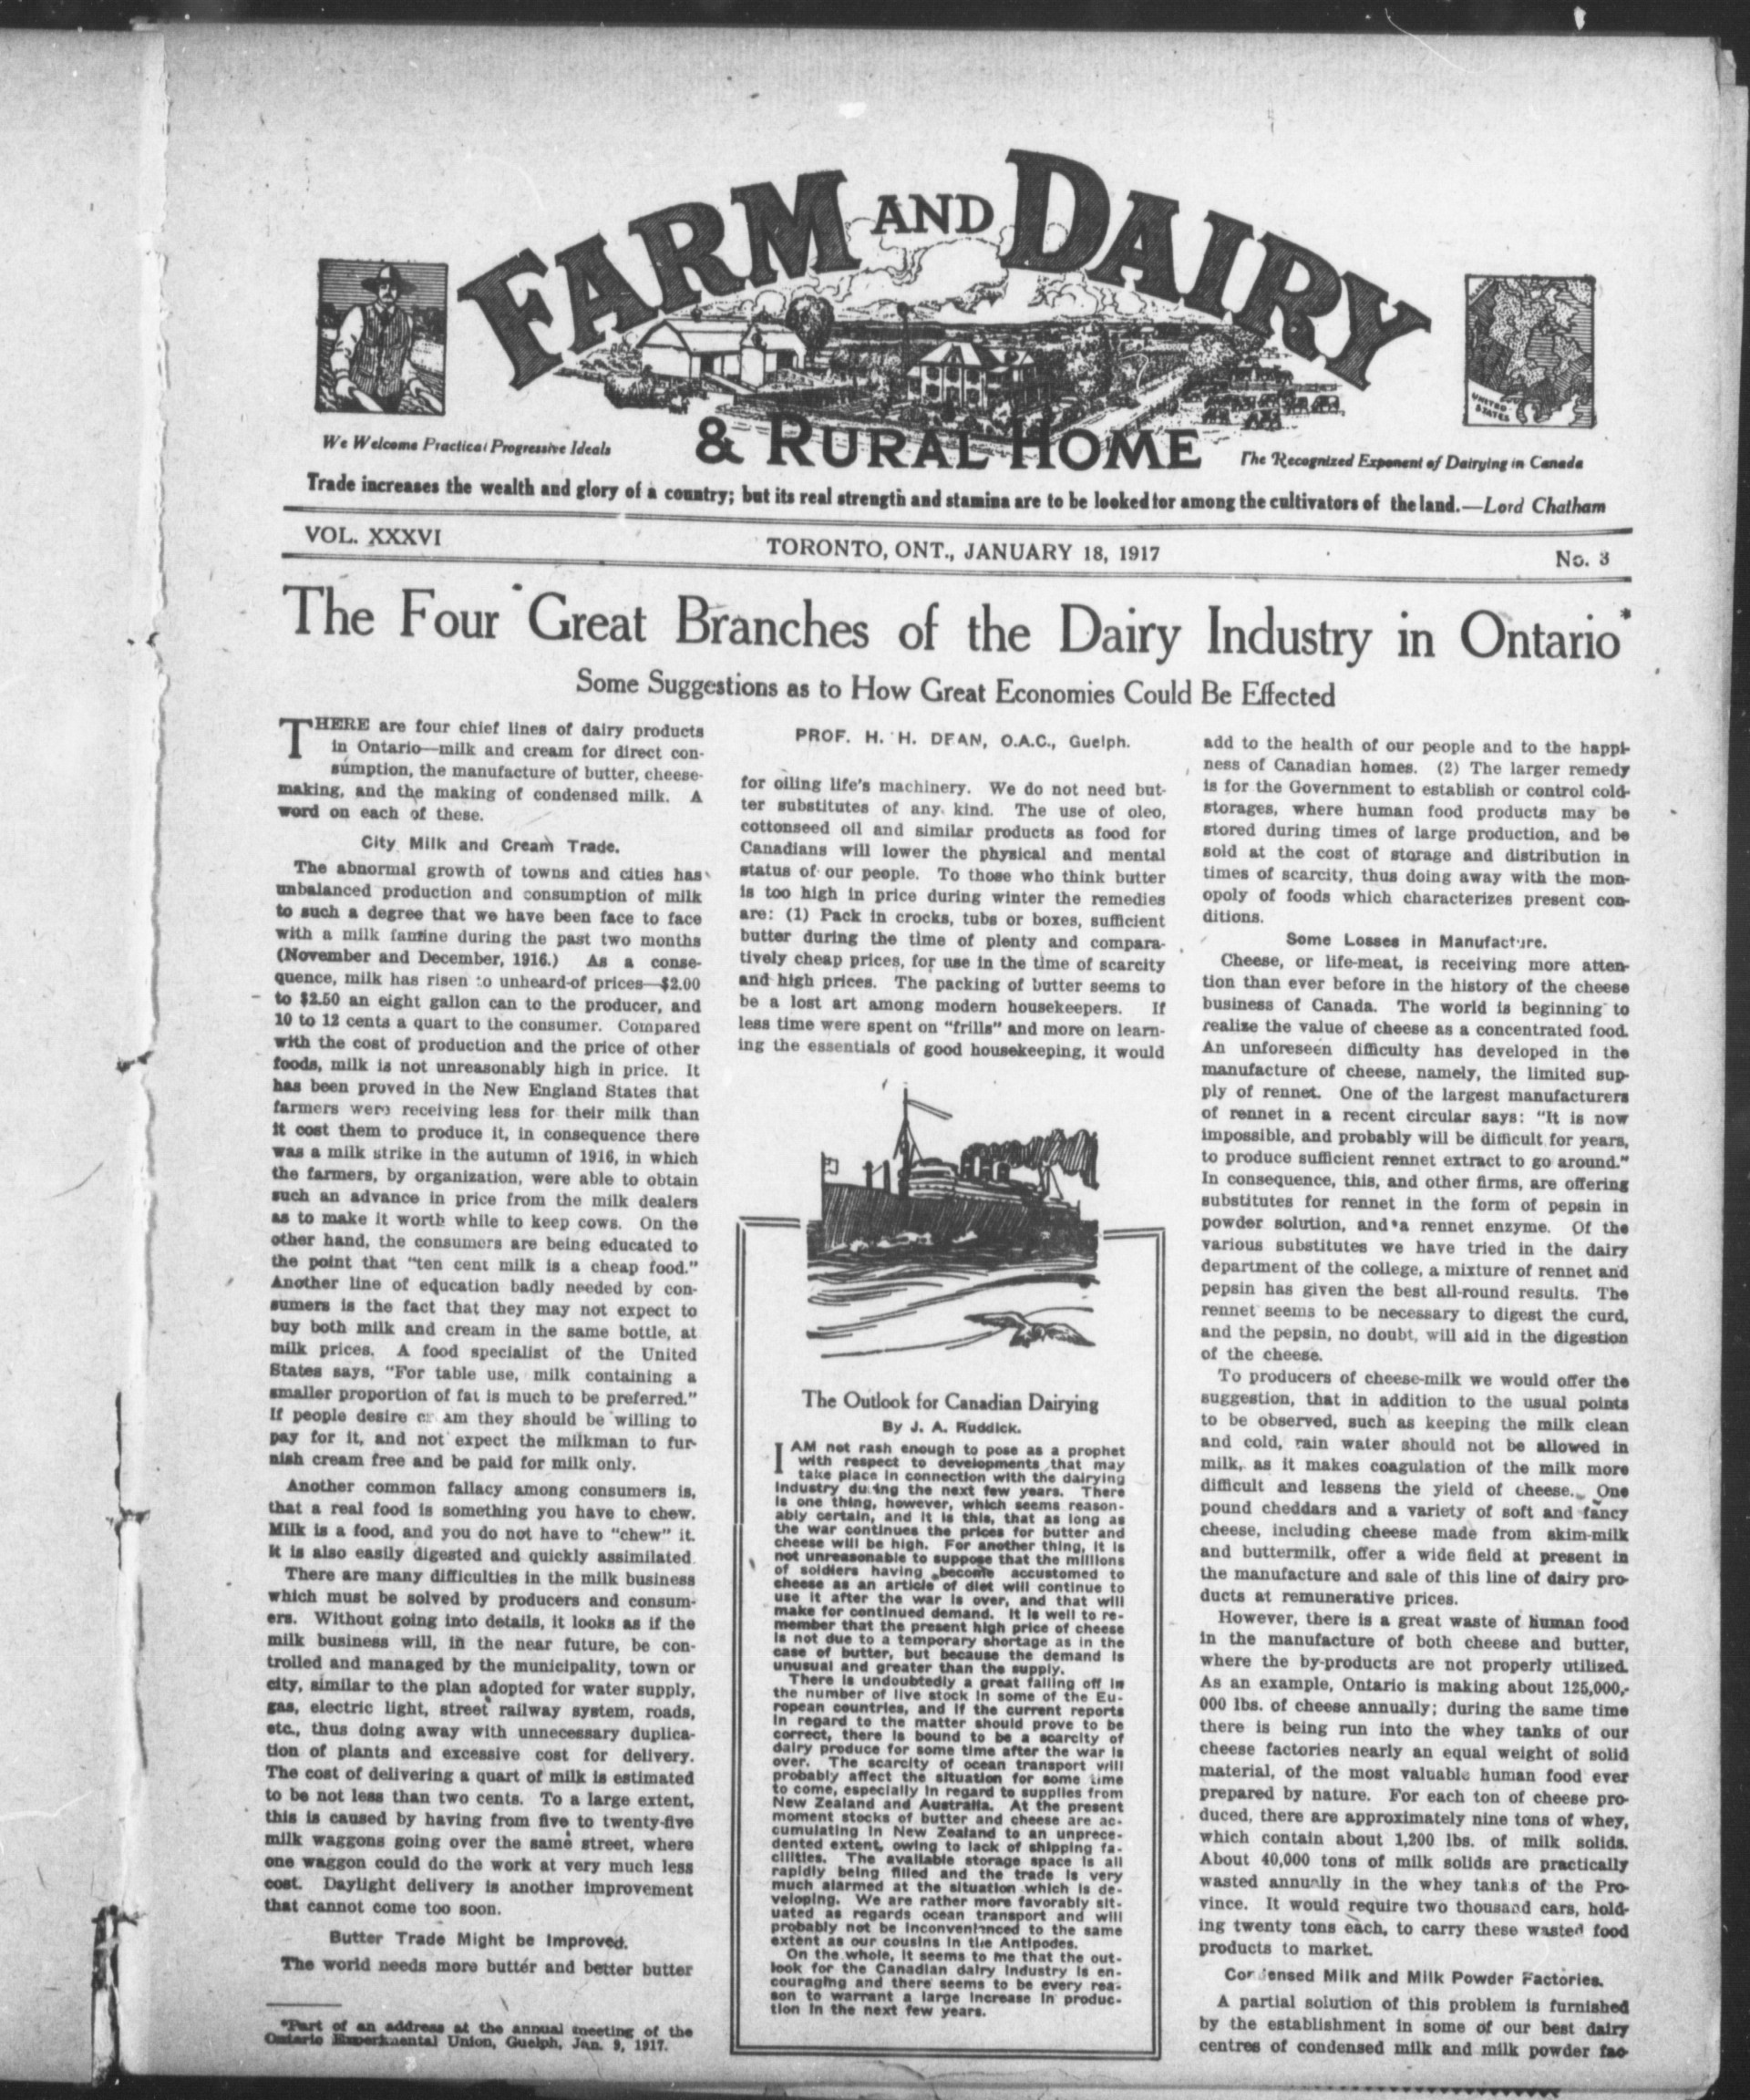 FARM AND DAIRY
& RURAL HOME
UNITED
STATES
We Welcome Practical Progressive Ideals
The Recognized Exponent of Dairying in Canada
Trade increases the wealth and glory of a country; but its real strength and stamina are to be looked for among the cultivators of the land.—Lord Chatham
VOL. XXXVI
TORONTO, ONT., JANUARY 18, 1917
No. 3
The Four Great Branches of the Dairy Industry in Ontario*
Some Suggestions as to How Great Economies Could Be Effected
THERE are four chief lines of dairy products
in Ontario—milk and cream for direct con-
sumption, the manufacture of butter, cheese-
making, and the making of condensed milk. A
word on each of these.
City Milk and Cream Trade.
The abnormal growth of towns and cities has
unbalanced production and consumption of milk
to such a degree that we have been face to face
with a milk famine during the past two months
(November and December, 1916.) As a conse-
quence, milk has risen to unheard-of prices—$2.00
to $2.50 an eight gallon can to the producer, and
10 to 12 cents a quart to the consumer. Compared
with the cost of production and the price of other
foods, milk is not unreasonably high in price. It
has been proved in the New England States that
farmers were receiving less for their milk than
it cost them to produce it, in consequence there
was a milk strike in the autumn of 1916, in which
the farmers, by organization, were able to obtain
such an advance in price from the milk dealers
as to make it worth while to keep cows. On the
other hand, the consumers are being educated to
the point that "ten cent milk is a cheap food."
Another line of education badly needed by con-
sumers is the fact that they may not expect to
buy both milk and cream in the same bottle, at
milk prices. A food specialist of the United
States says, "For table use, milk containing a
smaller proportion of fat is much to be preferred."
If people desire cream they should be willing to
pay for it, and not expect the milkman to fur-
nish cream free and be paid for milk only.
Another common fallacy among consumers is,
that a real food is something you have to chew.
Milk is a food, and you do not have to "chew" it.
It is also easily digested and quickly assimilated.
There are many difficulties in the milk business
which must be solved by producers and consum-
ers. Without going into details, it looks as if the
milk business will, in the near future, be con-
trolled and managed by the municipality, town or
city, similar to the plan adopted for water supply,
gas, electric light, street railway system, roads,
etc., thus doing away with unnecessary duplica-
tion of plants and excessive cost for delivery.
The cost of delivering a quart of milk is estimated
to be not less than two cents. To a large extent,
this is caused by having from five to twenty-five
milk waggons going over the same street, where
one waggon could do the work at very much less
cost. Daylight delivery is another improvement
that cannot come too soon.
Butter Trade Might be Improved.
The world needs more butter and better butter
*Part of an address at the annual meeting of the
Ontario Experimental Union, Guelph, Jan. 9, 1917.
PROF. H. H. DEAN, O.A.C., Guelph.
for oiling life's machinery. We do not need but-
ter substitutes of any kind. The use of oleo,
cottonseed oil and similar products as food for
Canadians will lower the physical and mental
status of our people. To those who think butter
is too high in price during winter the remedies
are: (1) Pack in crocks, tubs or boxes, sufficient
butter during the time of plenty and compara-
tively cheap prices, for use in the time of scarcity
and high prices. The packing of butter seems to
be a lost art among modern housekeepers. If
less time were spent on "frills" and more on learn-
ing the essentials of good housekeeping, it would
The Outlook for Canadian Dairying
By J. A. Ruddick.
I AM not rash enough to pose as a prophet
with respect to developments that may
take place in connection with the dairying
industry during the next few years. There
is one thing, however, which seems reason-
ably certain, and it is this, that as long as
the war continues the prices for butter and
cheese will be high. For another thing, it is
not unreasonable to suppose that the millions
of soldiers having become accustomed to
cheese as an article of diet will continue to
use it after the war is over, and that will
make for continued demand. It is well to re-
member that the present high price of cheese
is not due to a temporary shortage as in the
case of butter, but because the demand is
unusual and greater than the supply.
There is undoubtedly a great falling off in
the number of live stock in some of the Eu-
ropean countries, and if the current reports
in regard to the matter should prove to be
correct, there is bound to be a scarcity of
dairy produce for some time after the war is
over. The scarcity of ocean transport will
probably affect the situation for some time
to come, especially in regard to supplies from
New Zealand and Australia. At the present
moment stocks of butter and cheese are ac-
cumulating in New Zealand to an unprece-
dented extent, owing to lack of shipping fa-
cilities. The available storage space is all
rapidly being filled and the trade is very
much alarmed at the situation which is de-
veloping. We are rather more favorably sit-
uated as regards ocean transport and will
probably not be inconvenienced to the same
extent as our cousins in the Antipodes.
On the whole, it seems to me that the out-
look for the Canadian dairy industry is en-
couraging and there seems to be every rea-
son to warrant a large increase in produc-
tion in the next few years.
add to the health of our people and to the happi-
ness of Canadian homes. (2) The larger remedy
is for the Government to establish or control cold-
storages, where human food products may be
stored during times of large production, and be
sold at the cost of storage and distribution in
times of scarcity, thus doing away with the mon-
opoly of foods which characterizes present con-
ditions.
Some Losses in Manufacture.
Cheese, or life-meat, is receiving more atten-
tion than ever before in the history of the cheese
business of Canada. The world is beginning to
realize the value of cheese as a concentrated food.
An unforeseen difficulty has developed in the
manufacture of cheese, namely, the limited sup-
ply of rennet. One of the largest manufacturers
of rennet in a recent circular says: "It is now
impossible, and probably will be difficult for years,
to produce sufficient rennet extract to go around."
In consequence, this, and other firms, are offering
substitutes for rennet in the form of pepsin in
powder solution, and a rennet enzyme. Of the
various substitutes we have tried in the dairy
department of the college, a mixture of rennet and
pepsin has given the best all-round results. The
rennet seems to be necessary to digest the curd,
and the pepsin, no doubt, will aid in the digestion
of the cheese.
To producers of cheese-milk we would offer the
suggestion, that in addition to the usual points
to be observed, such as keeping the milk clean
and cold, rain water should not be allowed in
milk, as it makes coagulation of the milk more
difficult and lessens the yield of cheese. One
pound cheddars and a variety of soft and fancy
cheese, including cheese made from skim-milk
and buttermilk, offer a wide field at present in
the manufacture and sale of this line of dairy pro-
ducts at remunerative prices.
However, there is a great waste of human food
in the manufacture of both cheese and butter,
where the by-products are not properly utilized.
As an example, Ontario is making about 125,000,-
000 lbs. of cheese annually; during the same time
there is being run into the whey tanks of our
cheese factories nearly an equal weight of solid
material, of the most valuable human food ever
prepared by nature. For each ton of cheese pro-
duced, there are approximately nine tons of whey,
which contain about 1,200 lbs. of milk solids.
About 40,000 tons of milk solids are practically
wasted annually in the whey tanks of the Pro-
vince. It would require two thousand cars, hold-
ing twenty tons each, to carry these wasted food
products to market.
Condensed Milk and Milk Powder Factories.
A partial solution of this problem is furnished
by the establishment in some of our best dairy
centres of condensed milk and milk powder fac-